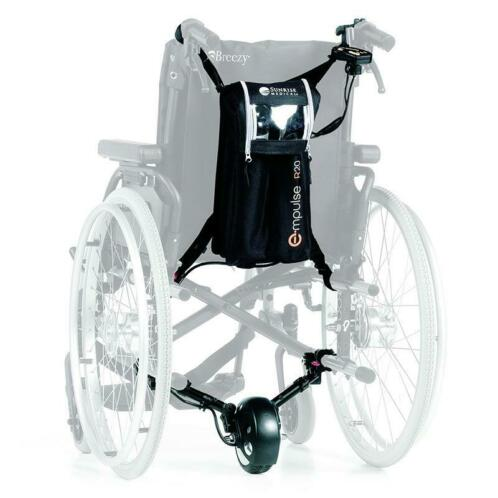 Breezy
SUNRISE
MEDICAL
e-mpulse R20